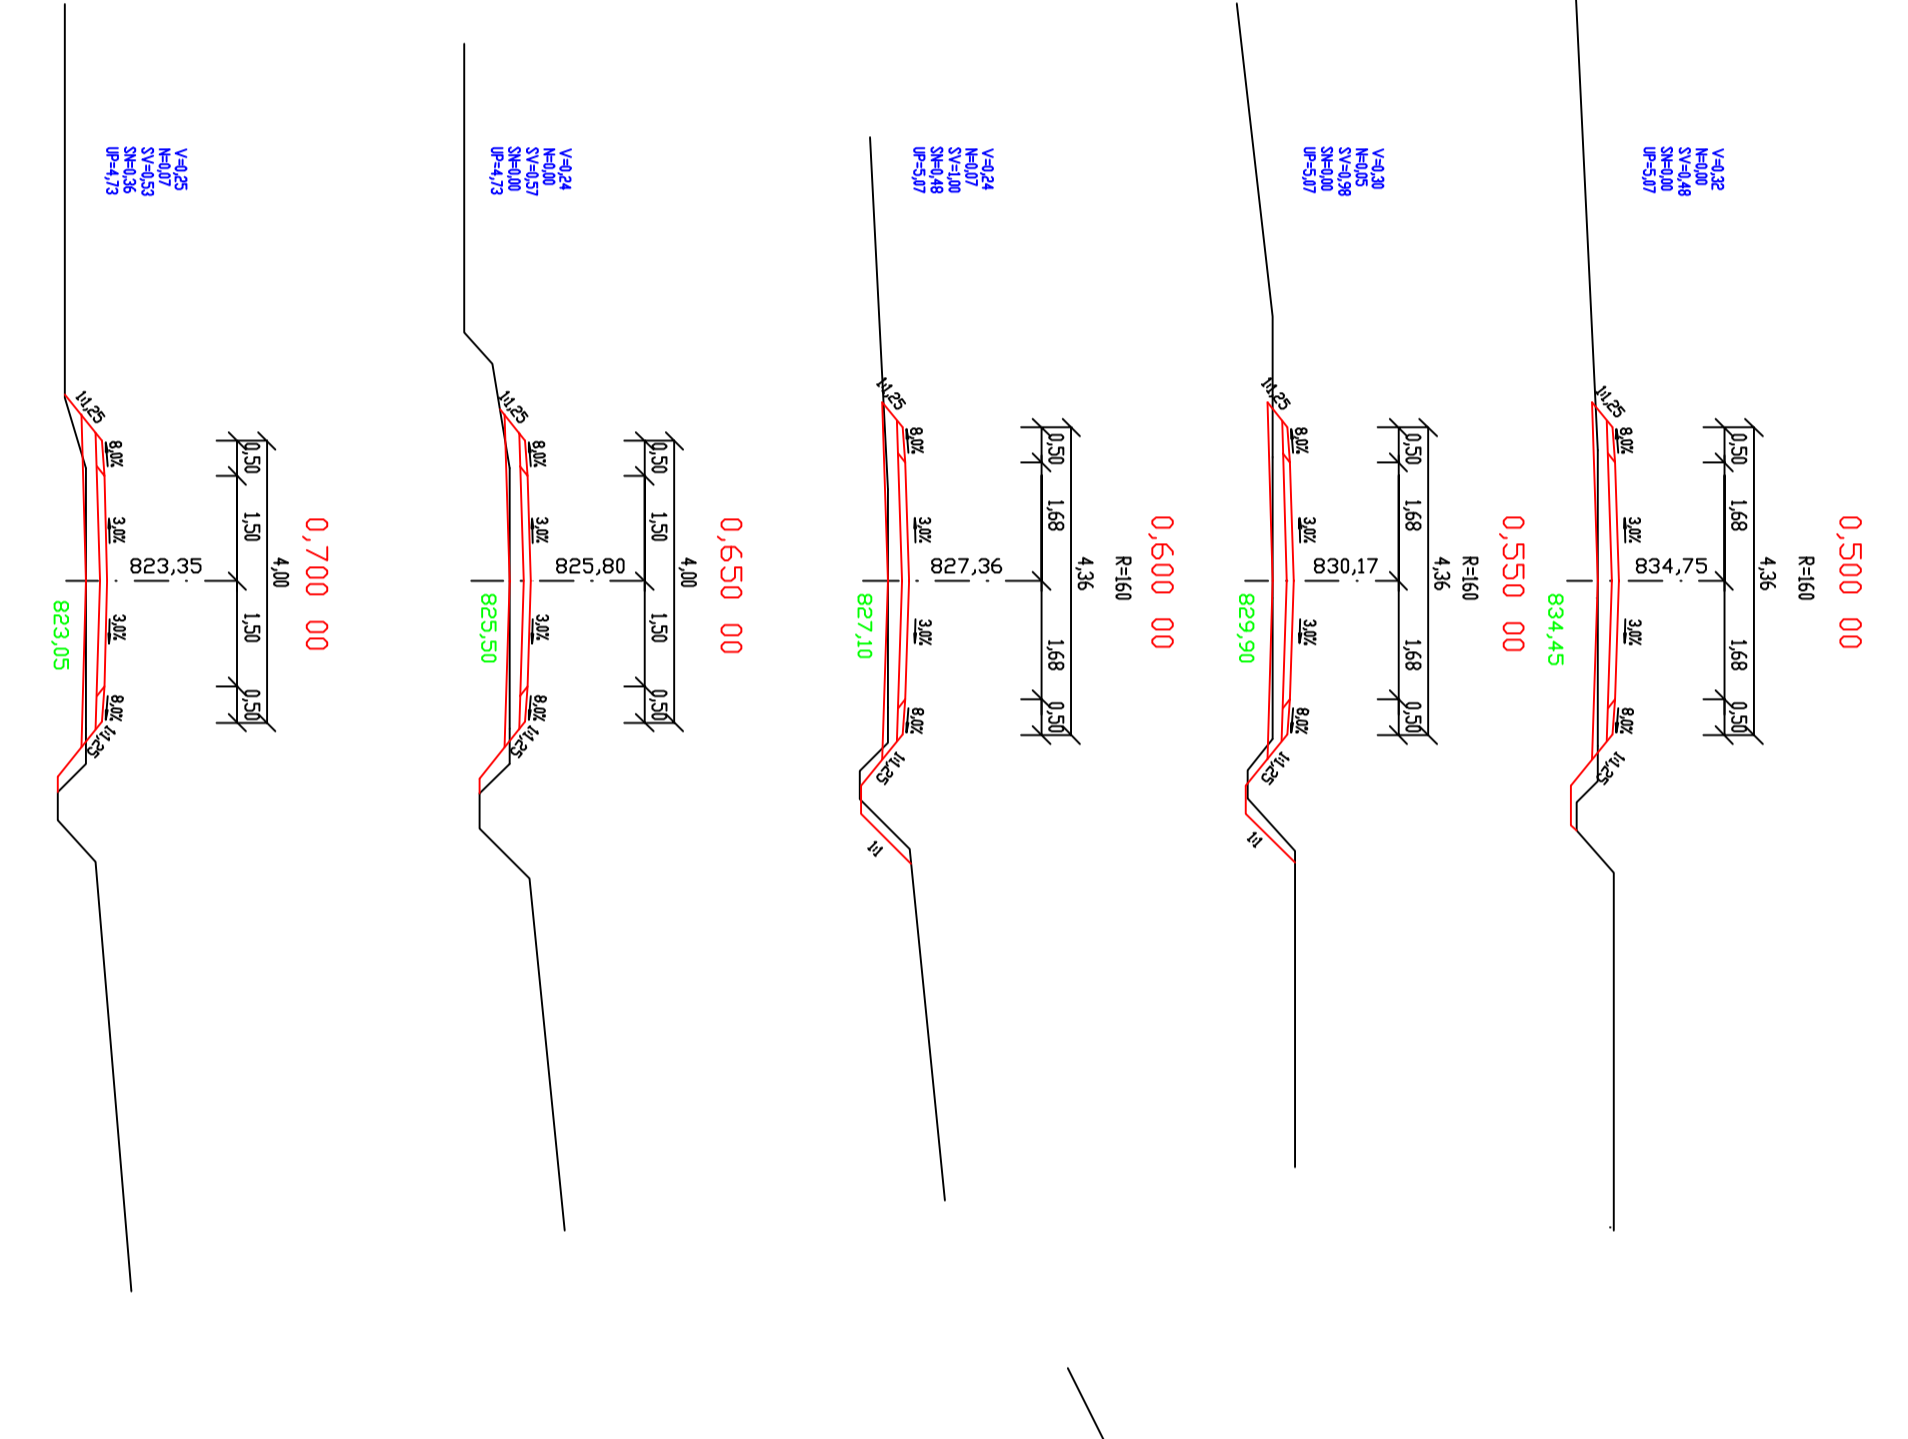 0,500 00
R=160
4,36
0,50 1,68 1,68 0,50
834,75
834,45
1:1,25 8,0% 3,0% 3,0% 8,0% 1:1,25
V=0,32
N=0,00
SV=0,48
SN=0,00
UP=5,07
0,550 00
R=160
4,36
0,50 1,68 1,68 0,50
830,17
829,90
1:1,25 8,0% 3,0% 3,0% 8,0% 1:1,25
1:1
V=0,30
N=0,05
SV=0,98
SN=0,00
UP=5,07
0,600 00
R=160
4,36
0,50 1,68 1,68 0,50
827,36
827,10
1:1,25 8,0% 3,0% 3,0% 8,0% 1:1,25
1:1
V=0,24
N=0,07
SV=1,00
SN=0,48
UP=5,07
0,650 00
4,00
0,50 1,50 1,50 0,50
825,80
825,50
1:1,25 8,0% 3,0% 3,0% 8,0% 1:1,25
V=0,24
N=0,00
SV=0,57
SN=0,00
UP=4,73
0,700 00
4,00
0,50 1,50 1,50 0,50
823,35
823,05
1:1,25 8,0% 3,0% 3,0% 8,0% 1:1,25
V=0,25
N=0,07
SV=0,53
SN=0,36
UP=4,73